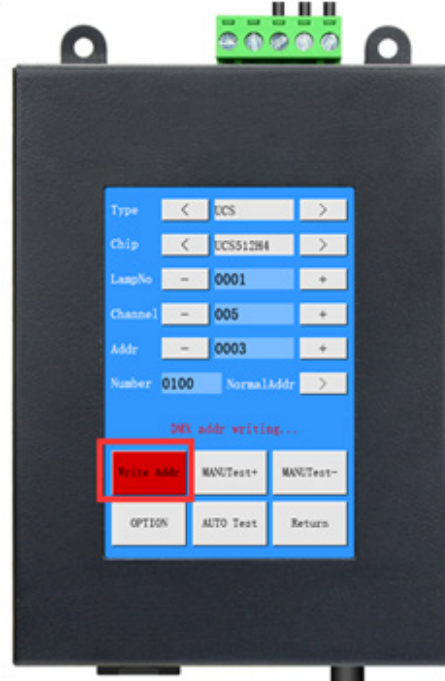 Type < UCS >
Chip < UCS512H4 >
LampNo - 0001 +
Channel - 005 +
Addr - 0003 +
Number 0100 NormalAddr >
DMX addr writing...
Write Addr MANUTest+ MANUTest-
OPTION AUTO Test Return